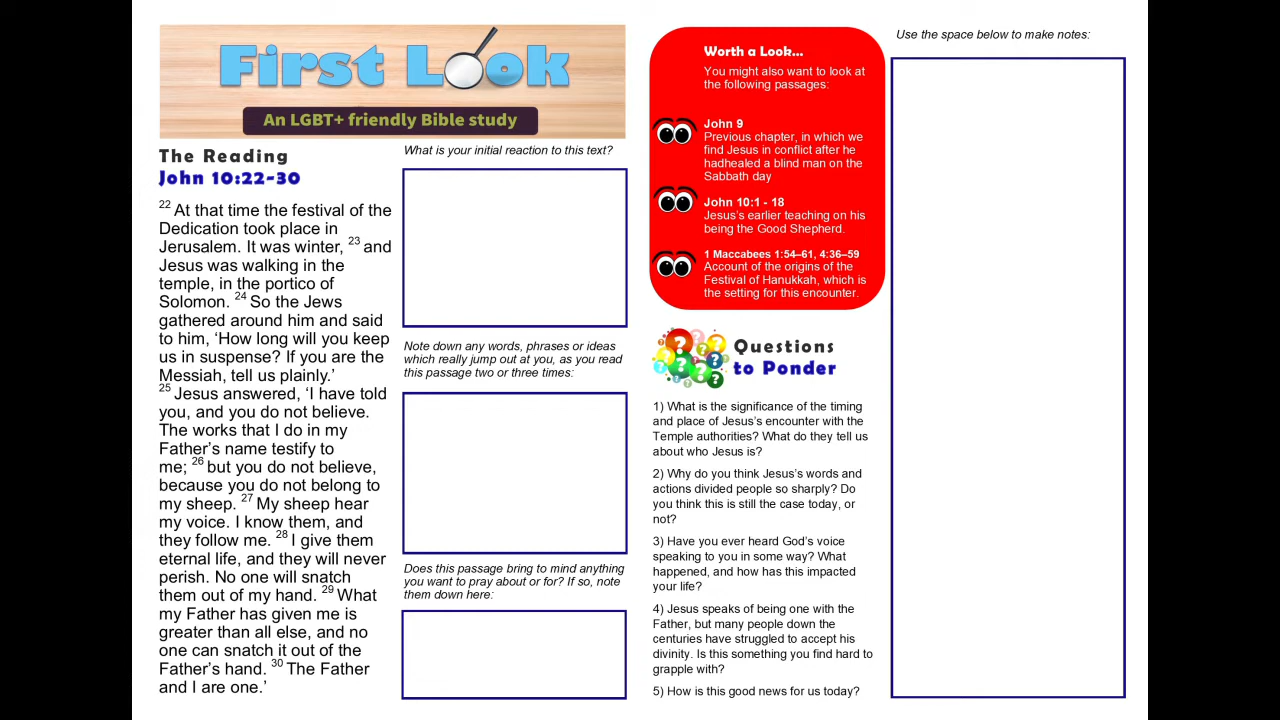 First Look
An LGBT+ friendly Bible study
The Reading
John 10:22-30
22 At that time the festival of the
Dedication took place in
Jerusalem. It was winter, 23 and
Jesus was walking in the
temple, in the portico of
Solomon. 24 So the Jews
gathered around him and said
to him, ‘How long will you keep
us in suspense? If you are the
Messiah, tell us plainly.’
25 Jesus answered, ‘I have told
you, and you do not believe.
The works that I do in my
Father’s name testify to
me; 26 but you do not believe,
because you do not belong to
my sheep. 27 My sheep hear
my voice. I know them, and
they follow me. 28 I give them
eternal life, and they will never
perish. No one will snatch
them out of my hand. 29 What
my Father has given me is
greater than all else, and no
one can snatch it out of the
Father’s hand. 30 The Father
and I are one.’
What is your initial reaction to this text?
Note down any words, phrases or ideas
which really jump out at you, as you read
this passage two or three times:
Does this passage bring to mind anything
you want to pray about or for? If so, note
them down here:
Worth a Look...
You might also want to look at
the following passages:
John 9
Previous chapter, in which we
find Jesus in conflict after he
hadhealed a blind man on the
Sabbath day
John 10:1 - 18
Jesus’s earlier teaching on his
being the Good Shepherd.
1 Maccabees 1:54–61, 4:36–59
Account of the origins of the
Festival of Hanukkah, which is
the setting for this encounter.
Questions
to Ponder
1) What is the significance of the timing
and place of Jesus’s encounter with the
Temple authorities? What do they tell us
about who Jesus is?
2) Why do you think Jesus’s words and
actions divided people so sharply? Do
you think this is still the case today, or
not?
3) Have you ever heard God’s voice
speaking to you in some way? What
happened, and how has this impacted
your life?
4) Jesus speaks of being one with the
Father, but many people down the
centuries have struggled to accept his
divinity. Is this something you find hard to
grapple with?
5) How is this good news for us today?
Use the space below to make notes: